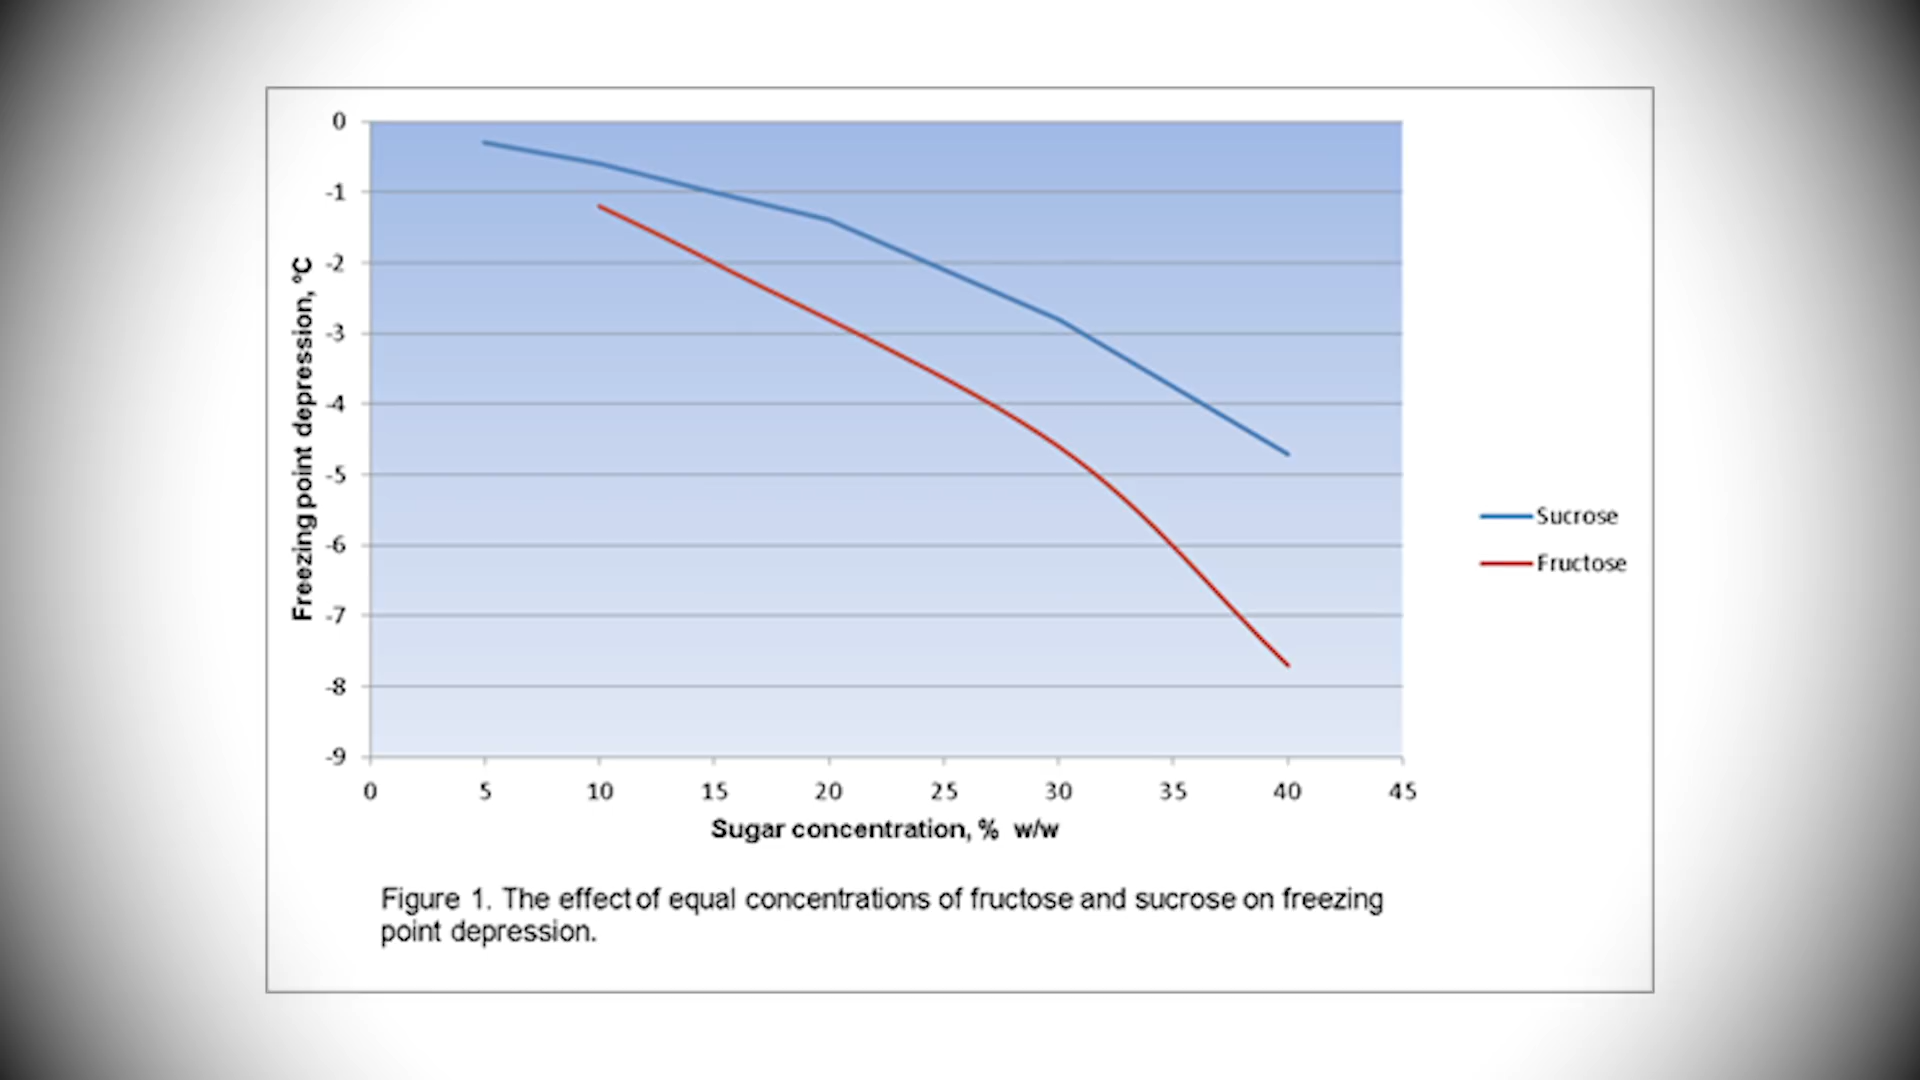 0
-1
-2
-3
-4
-5
-6
-7
-8
-9
Freezing point depression, °C
0 5 10 15 20 25 30 35 40 45
Sugar concentration, % w/w
Sucrose
Fructose
Figure 1. The effect of equal concentrations of fructose and sucrose on freezing
point depression.